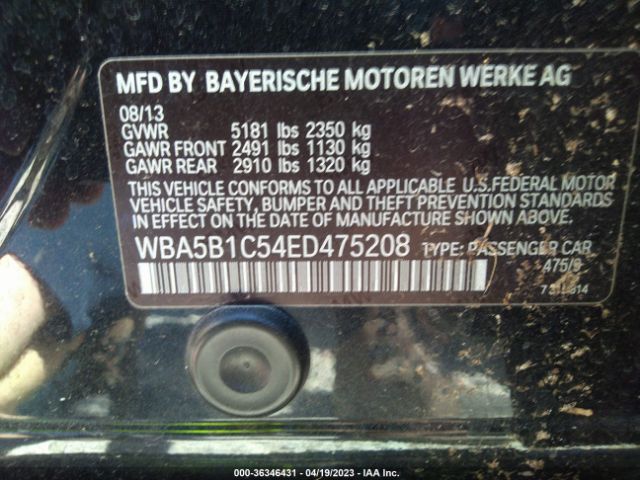 MFD BY BAYERISCHE MOTOREN WERKE AG
08/13
GVWR 5181 lbs 2350 kg
GAWR FRONT 2491 lbs 1130 kg
GAWR REAR 2910 lbs 1320 kg
THIS VEHICLE CONFORMS TO ALL APPLICABLE U.S.FEDERAL MOTOR
VEHICLE SAFETY, BUMPER AND THEFT PREVENTION STANDARDS
IN EFFECT ON THE DATE OF MANUFACTURE SHOWN ABOVE.
WBA5B1C54ED475208 TYPE: PASSENGER CAR
475/9
000-36346431 - 04/19/2023 - IAA Inc.